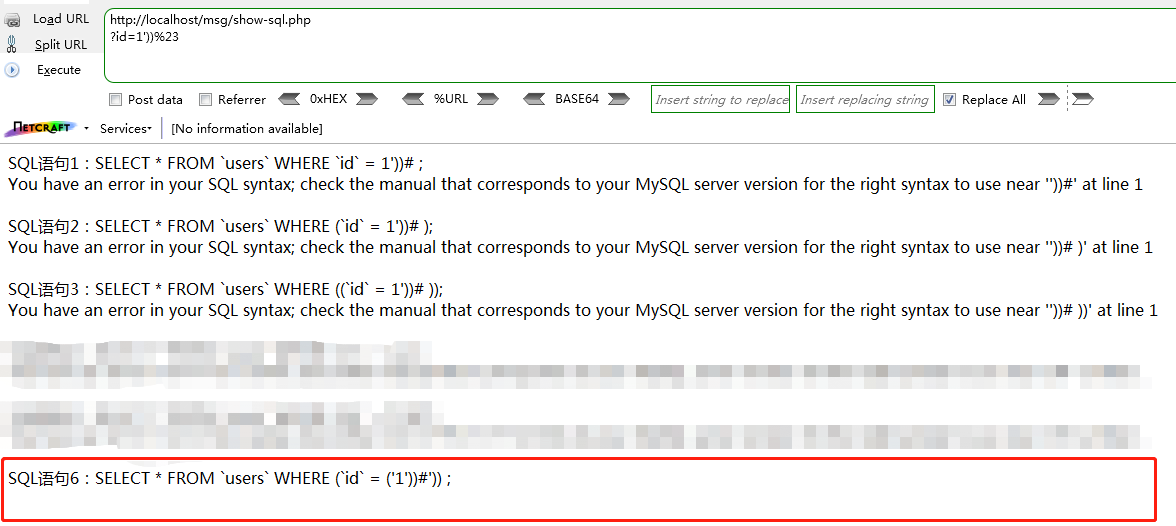 Load URL
Split URL
Execute
http://localhost/msg/show-sql.php
?id=1'))%23
Post data Referrer 0xHEX %URL BASE64 Insert string to replace Insert replacing string Replace All
NETCRAFT Services [No information available]
SQL语句1：SELECT * FROM `users` WHERE `id` = 1'))# ;
You have an error in your SQL syntax; check the manual that corresponds to your MySQL server version for the right syntax to use near ''))#' at line 1
SQL语句2：SELECT * FROM `users` WHERE (`id` = 1'))# );
You have an error in your SQL syntax; check the manual that corresponds to your MySQL server version for the right syntax to use near ''))# )' at line 1
SQL语句3：SELECT * FROM `users` WHERE ((`id` = 1'))# ));
You have an error in your SQL syntax; check the manual that corresponds to your MySQL server version for the right syntax to use near ''))# ))' at line 1
SQL语句6：SELECT * FROM `users` WHERE (`id` = ('1'))#')) ;